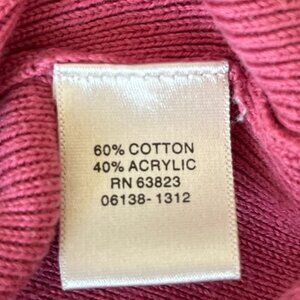 60% COTTON
40% ACRYLIC
RN 63823
06138-1312